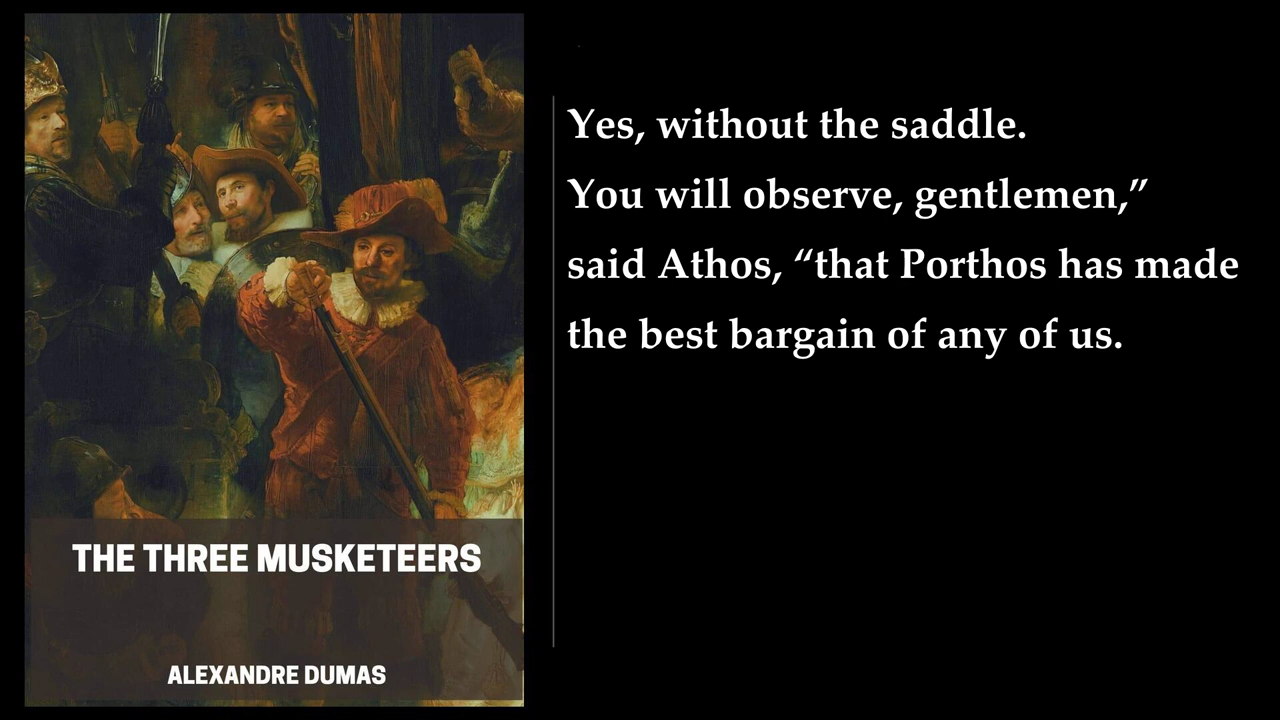 THE THREE MUSKETEERS
ALEXANDRE DUMAS
Yes, without the saddle.
You will observe, gentlemen,”
said Athos, “that Porthos has made
the best bargain of any of us.